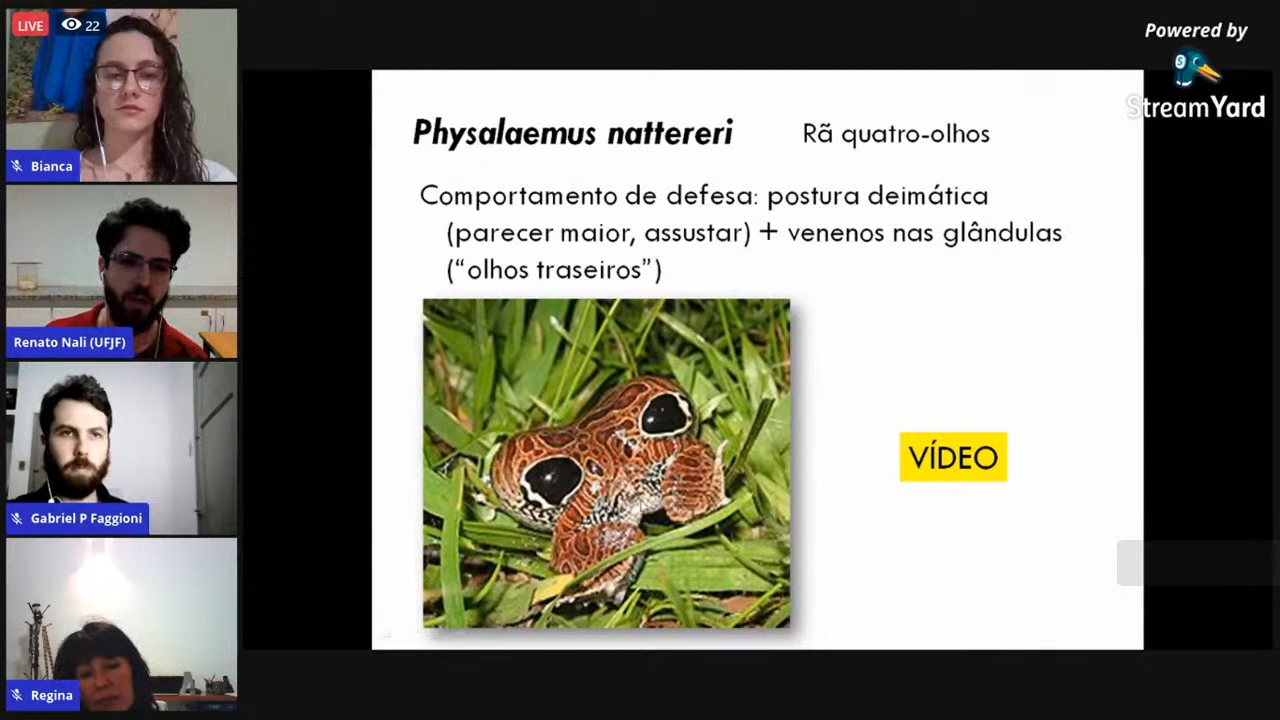 LIVE 22
Bianca
Renato Nali (UFJF)
Gabriel P Faggioni
Regina
Physalaemus nattereri Rã quatro-olhos
Comportamento de defesa: postura deimática
(parecer maior, assustar) + venenos nas glândulas
(“olhos traseiros”)
VÍDEO
Powered by
S
StreamYard